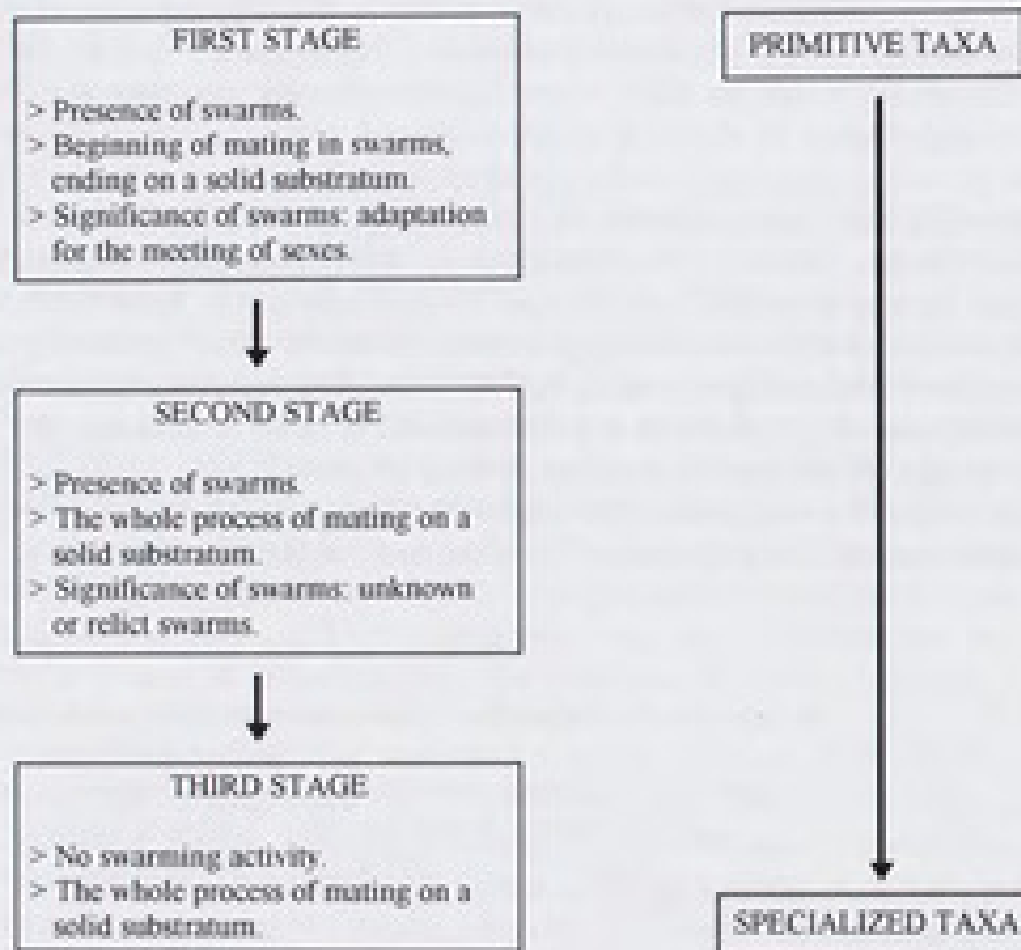 FIRST STAGE
> Presence of swarms.
> Beginning of mating in swarms,
ending on a solid substratum.
> Significance of swarms: adaptation
for the meeting of sexes.
SECOND STAGE
> Presence of swarms.
> The whole process of mating on a
solid substratum.
> Significance of swarms: unknown
or relict swarms.
THIRD STAGE
> No swarming activity.
> The whole process of mating on a
solid substratum.
PRIMITIVE TAXA
SPECIALIZED TAXA